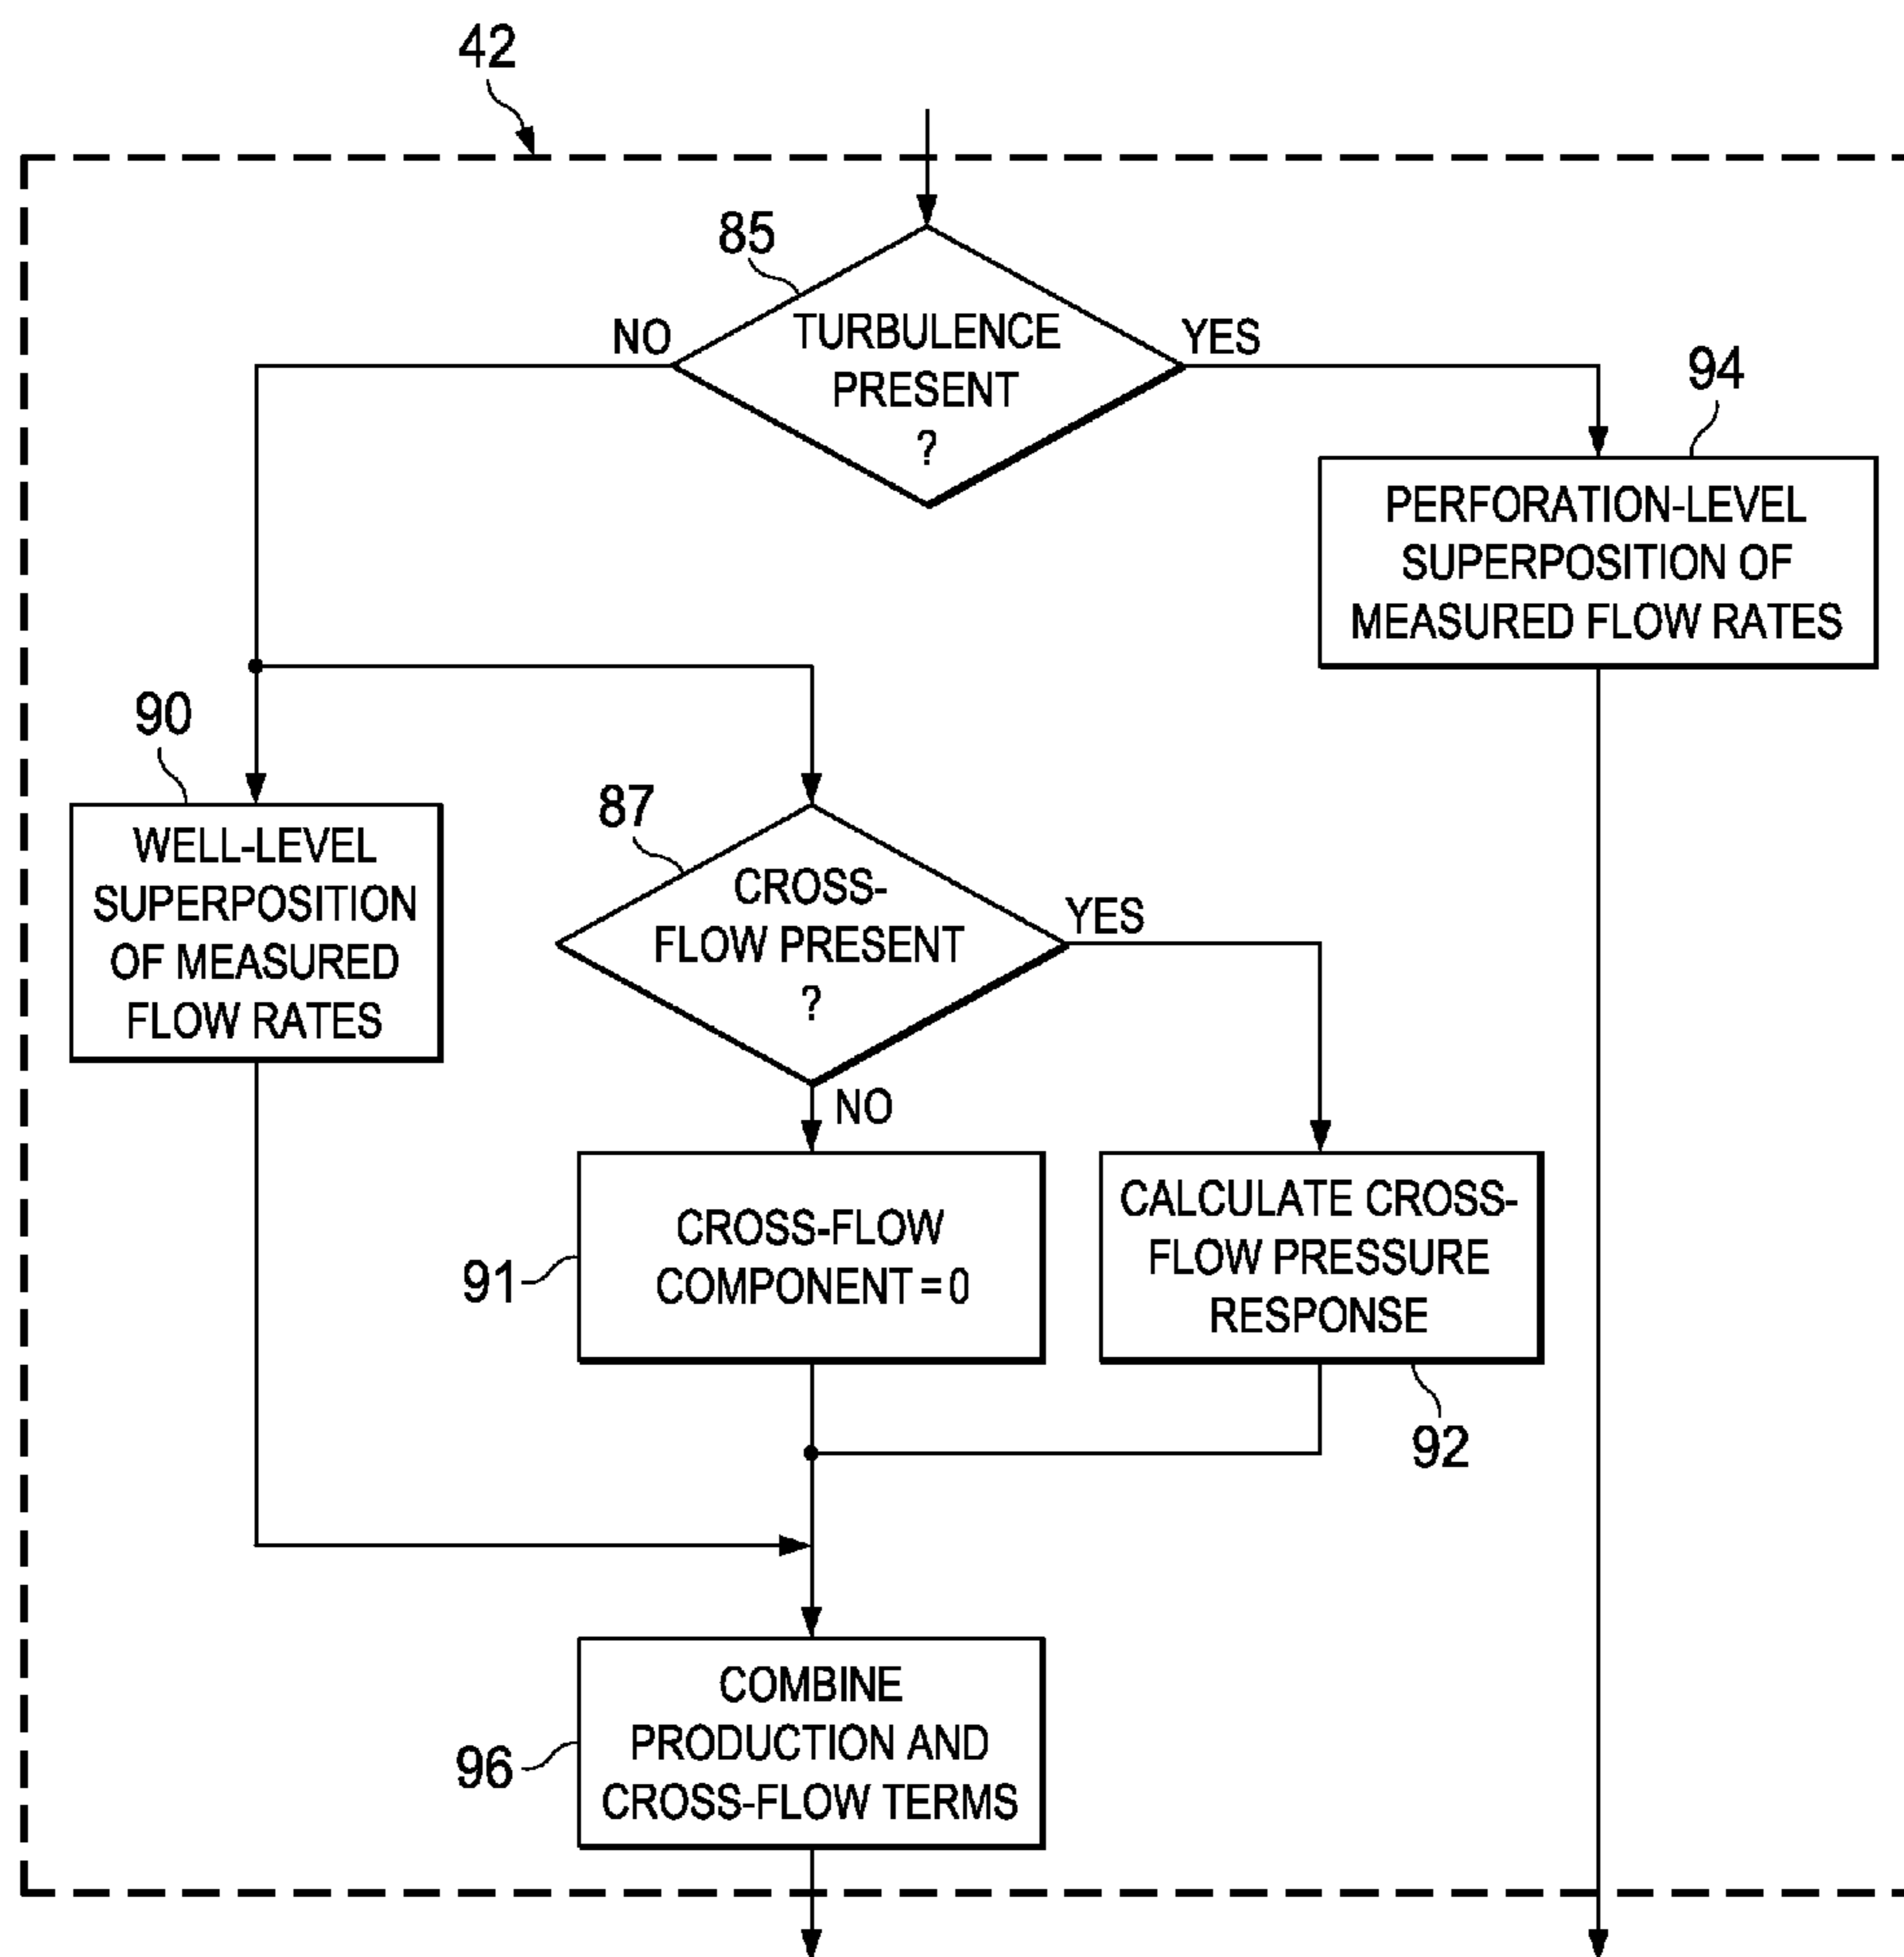 42
85
TURBULENCE
PRESENT
?
NO
YES
94
PERFORATION-LEVEL
SUPERPOSITION OF
MEASURED FLOW RATES
90
WELL-LEVEL
SUPERPOSITION
OF MEASURED
FLOW RATES
87
CROSS-
FLOW PRESENT
?
YES
NO
91
CROSS-FLOW
COMPONENT = 0
CALCULATE CROSS-
FLOW PRESSURE
RESPONSE
92
96
COMBINE
PRODUCTION AND
CROSS-FLOW TERMS